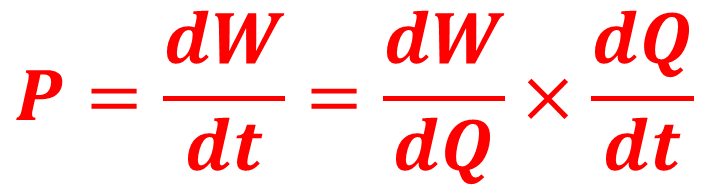 P = dW/dt = dW/dQ × dQ/dt